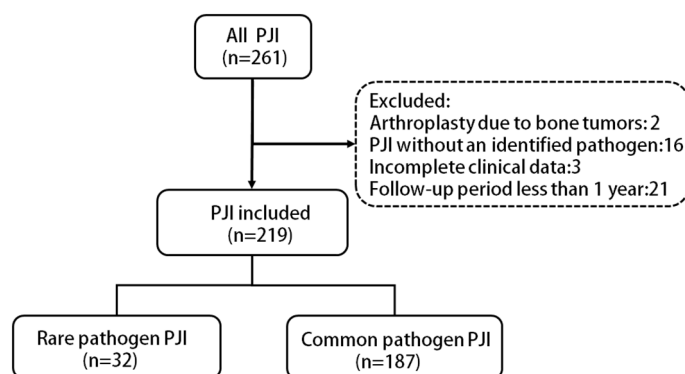 All PJI
(n=261)
Excluded:
Arthroplasty due to bone tumors: 2
PJI without an identified pathogen:16
Incomplete clinical data:3
Follow-up period less than 1 year:21
PJI included
(n=219)
Rare pathogen PJI
(n=32)
Common pathogen PJI
(n=187)